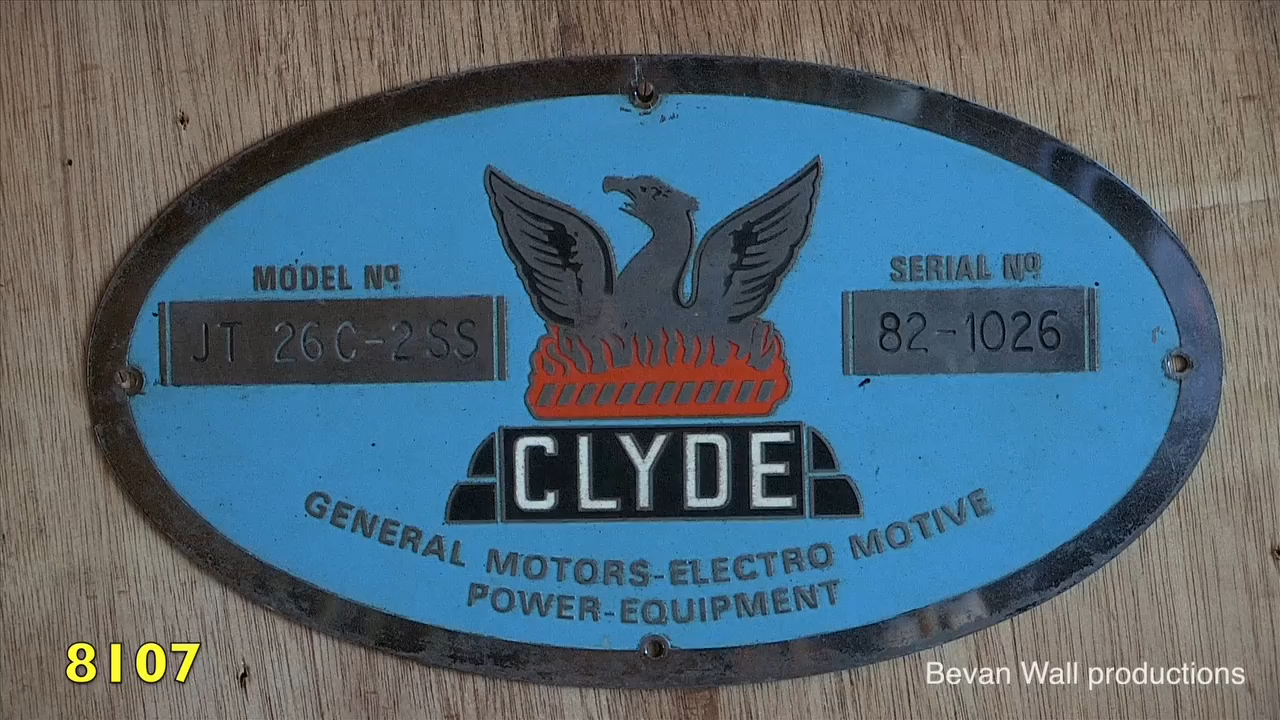 MODEL Nº
JT 26C-2SS
SERIAL Nº
82-1026
CLYDE
GENERAL MOTORS-ELECTRO MOTIVE
POWER-EQUIPMENT
8107
Bevan Wall productions